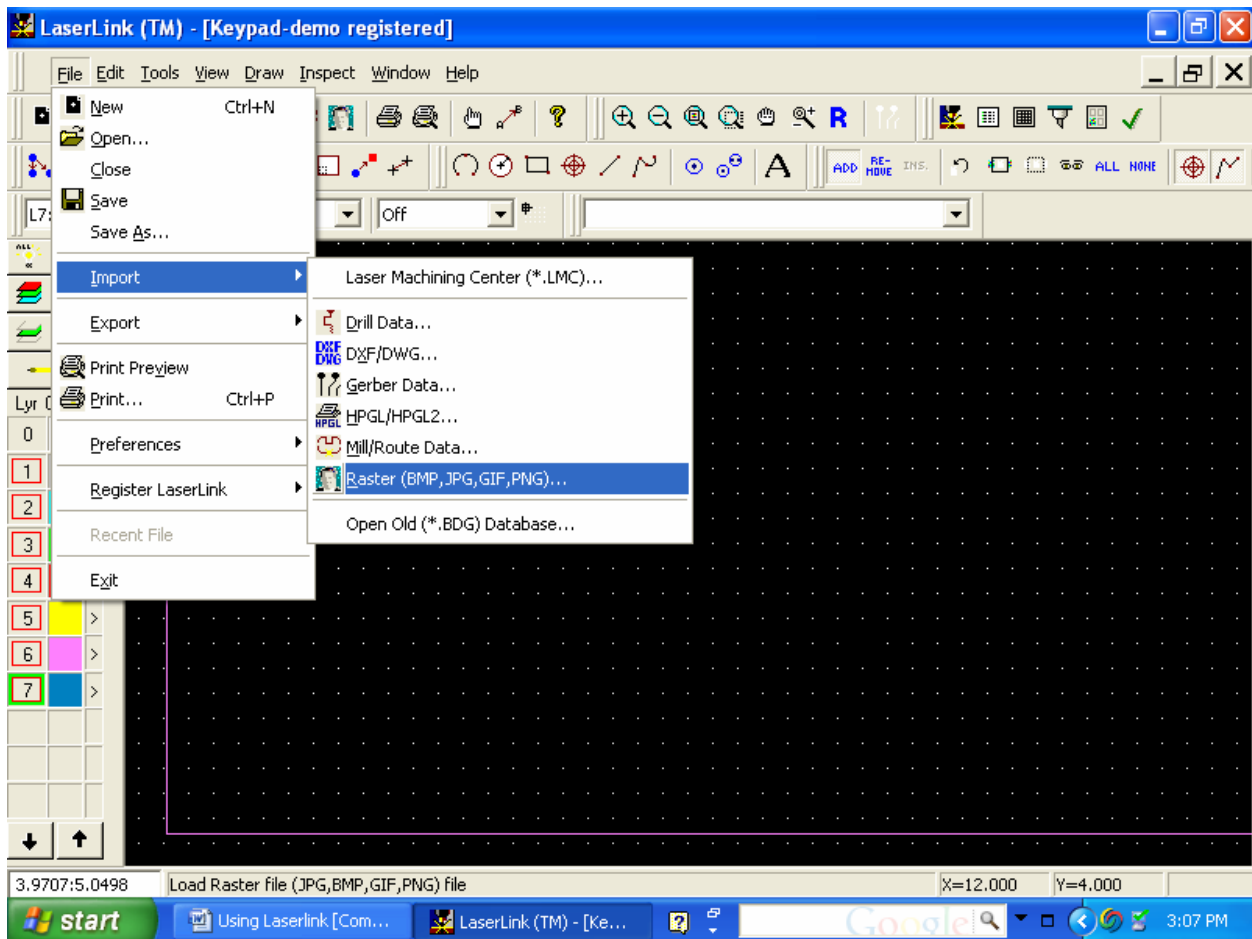 LaserLink (TM) - [Keypad-demo registered]
File Edit Tools View Draw Inspect Window Help
New Ctrl+N
Open...
Close
Save
Save As...
Import
Export
Print Preview
Print... Ctrl+P
Preferences
Register LaserLink
Recent File
Exit
Laser Machining Center (*.LMC)...
Drill Data...
DXF DWG DXF/DWG...
Gerber Data...
HPGL HPGL/HPGL2...
Mill/Route Data...
Raster (BMP,JPG,GIF,PNG)...
Open Old (*.BDG) Database...
R
A ADD RE-MOVE INS. ALL NONE
L7: Off
ALL
Lyr
0
1
2
3
4
5 >
6 >
7 >
3.9707:5.0498 Load Raster file (JPG,BMP,GIF,PNG) file X=12.000 Y=4.000
start Using Laserlink [Com... LaserLink (TM) - [Ke... Google 3:07 PM